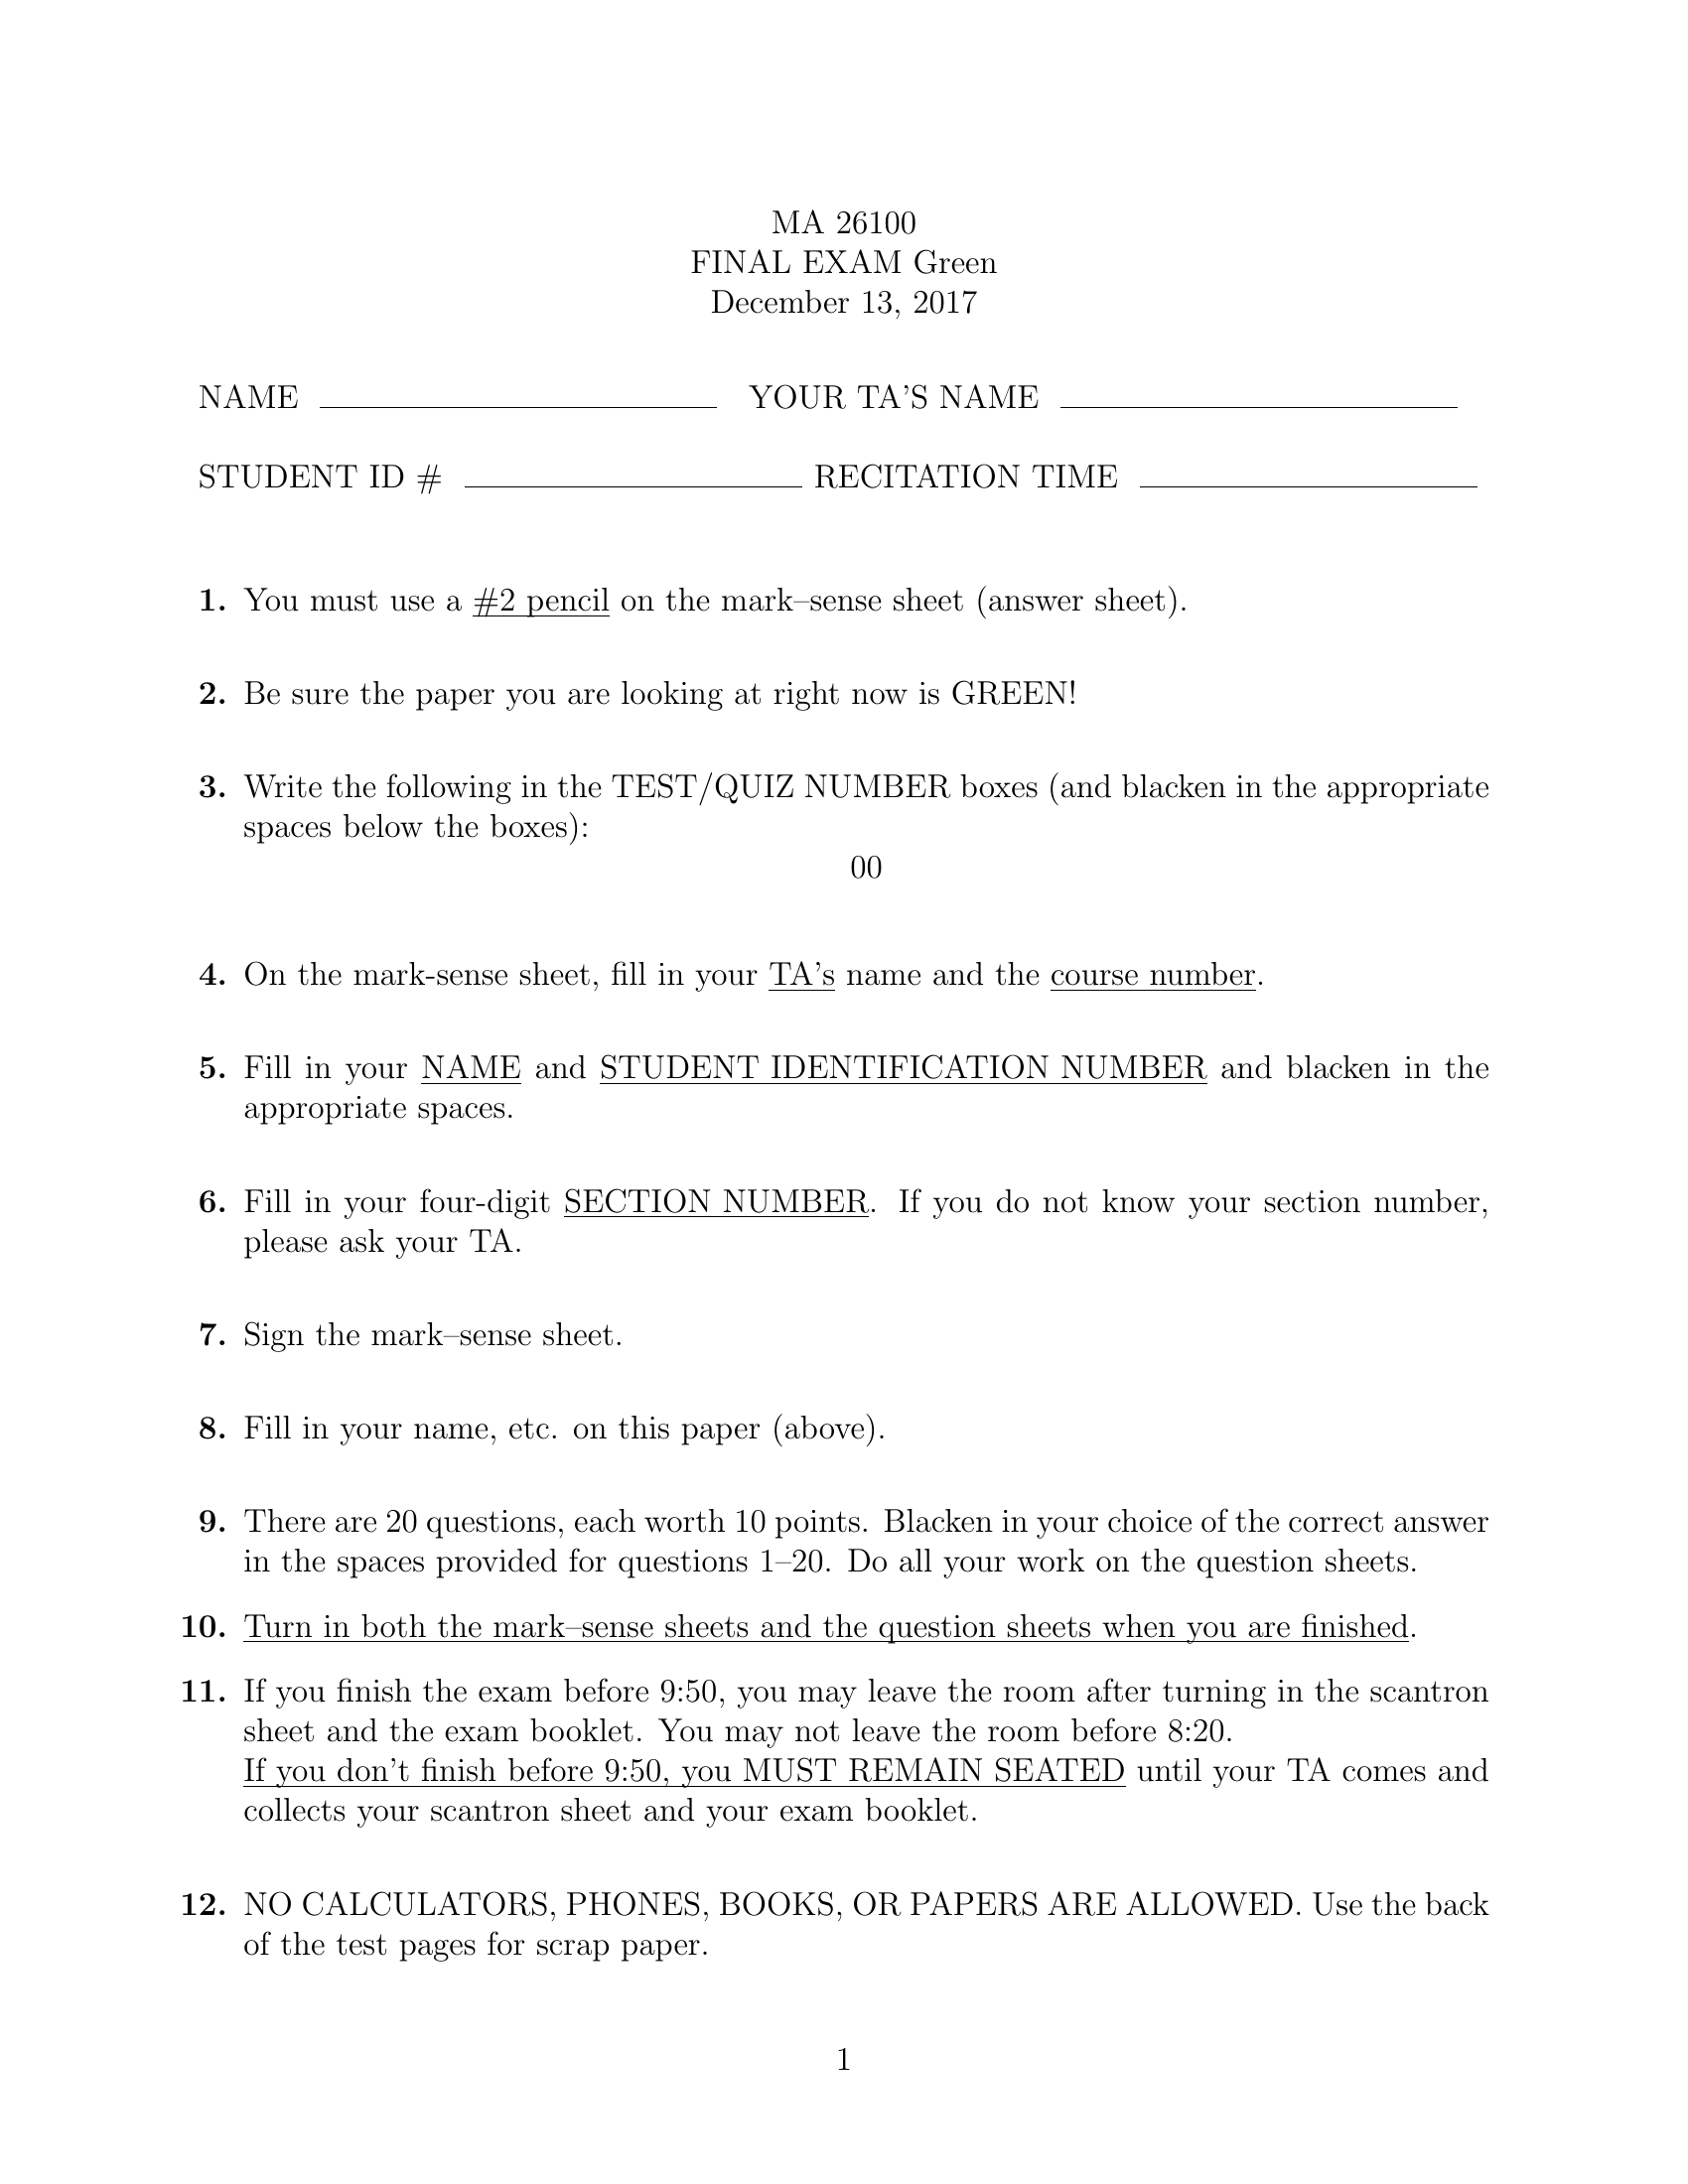 MA 26100
FINAL EXAM Green
December 13, 2017
NAME YOUR TA'S NAME
STUDENT ID # RECITATION TIME
1. You must use a #2 pencil on the mark–sense sheet (answer sheet).
2. Be sure the paper you are looking at right now is GREEN!
3. Write the following in the TEST/QUIZ NUMBER boxes (and blacken in the appropriate
spaces below the boxes):
00
4. On the mark-sense sheet, fill in your TA's name and the course number.
5. Fill in your NAME and STUDENT IDENTIFICATION NUMBER and blacken in the
appropriate spaces.
6. Fill in your four-digit SECTION NUMBER. If you do not know your section number,
please ask your TA.
7. Sign the mark–sense sheet.
8. Fill in your name, etc. on this paper (above).
9. There are 20 questions, each worth 10 points. Blacken in your choice of the correct answer
in the spaces provided for questions 1–20. Do all your work on the question sheets.
10. Turn in both the mark–sense sheets and the question sheets when you are finished.
11. If you finish the exam before 9:50, you may leave the room after turning in the scantron
sheet and the exam booklet. You may not leave the room before 8:20.
If you don't finish before 9:50, you MUST REMAIN SEATED until your TA comes and
collects your scantron sheet and your exam booklet.
12. NO CALCULATORS, PHONES, BOOKS, OR PAPERS ARE ALLOWED. Use the back
of the test pages for scrap paper.
1